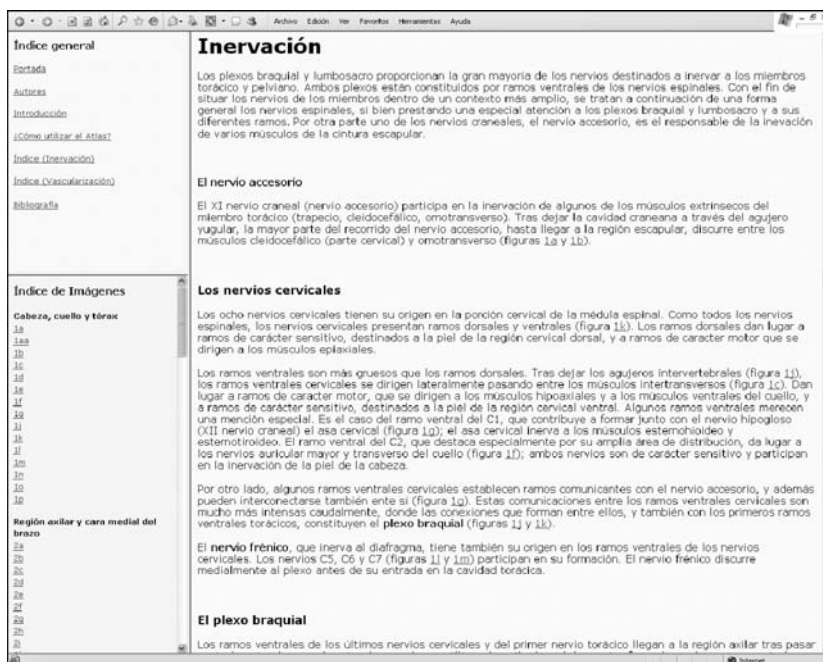 Archivo Edición Ver Favoritos Herramientas Ayuda
Índice general
Portada
Autores
Introducción
¿Cómo utilizar el Atlas?
Índice (Inervación)
Índice (Vascularización)
Bibliografía
Índice de Imágenes
Cabeza, cuello y tórax
1a
1aa
1b
1c
1d
1e
1f
1g
1i
1k
1l
1m
1n
1o
1p
Región axilar y cara medial del
brazo
2a
2b
2c
2d
2e
2f
2g
2h
Inervación
Los plexos braquial y lumbosacro proporcionan la gran mayoría de los nervios destinados a inervar a los miembros
torácico y pelviano. Ambos plexos están constituidos por ramos ventrales de los nervios espinales. Con el fin de
situar los nervios de los miembros dentro de un contexto más amplio, se tratan a continuación de una forma
general los nervios espinales, si bien prestando una especial atención a los plexos braquial y lumbosacro y a sus
diferentes ramos. Por otra parte uno de los nervios craneales, el nervio accesorio, es el responsable de la inevación
de varios músculos de la cintura escapular.
El nervio accesorio
El XI nervio craneal (nervio accesorio) participa en la inervación de algunos de los músculos extrínsecos del
miembro torácico (trapecio, cleidocefálico, omotransverso). Tras dejar la cavidad craneana a través del agujero
yugular, la mayor parte del recorrido del nervio accesorio, hasta llegar a la región escapular, discurre entre los
músculos cleidocefálico (parte cervical) y omotransverso (figuras 1a y 1b).
Los nervios cervicales
Los ocho nervios cervicales tienen su origen en la porción cervical de la médula espinal. Como todos los nervios
espinales, los nervios cervicales presentan ramos dorsales y ventrales (figura 1k). Los ramos dorsales dan lugar a
ramos de carácter sensitivo, destinados a la piel de la región cervical dorsal, y a ramos de caracter motor que se
dirigen a los músculos epiaxiales.
Los ramos ventrales son más gruesos que los ramos dorsales. Tras dejar los agujeros intervertebrales (figura 1j),
los ramos ventrales cervicales se dirigen lateralmente pasando entre los músculos intertransversos (figura 1c). Dan
lugar a ramos de caracter motor, que se dirigen a los músculos hipoaxiales y a los músculos ventrales del cuello, y
a ramos de carácter sensitivo, destinados a la piel de la región cervical ventral. Algunos ramos ventrales merecen
una mención especial. Es el caso del ramo ventral del C1, que contribuye a formar junto con el nervio hipogloso
(XII nervio craneal) el asa cervical (figura 1g); el asa cervical inerva a los músculos esternohioideo y
esternotiroideo. El ramo ventral del C2, que destaca especialmente por su amplia área de distribución, da lugar a
los nervios auricular mayor y transverso del cuello (figura 1f); ambos nervios son de carácter sensitivo y participan
en la inervación de la piel de la cabeza.
Por otro lado, algunos ramos ventrales cervicales establecen ramos comunicantes con el nervio accesorio, y además
pueden interconectarse también ente sí (figura 1g). Estas comunicaciones entre los ramos ventrales cervicales son
mucho más intensas caudalmente, donde las conexiones que forman entre ellos, y también con los primeros ramos
ventrales torácicos, constituyen el plexo braquial (figuras 1j y 1k).
El nervio frénico, que inerva al diafragma, tiene también su origen en los ramos ventrales de los nervios
cervicales. Los nervios C5, C6 y C7 (figuras 1l y 1m) participan en su formación. El nervio frénico discurre
medialmente al plexo antes de su entrada en la cavidad torácica.
El plexo braquial
Los ramos ventrales de los últimos nervios cervicales y del primer nervio torácico llegan a la región axilar tras pasar
Internet